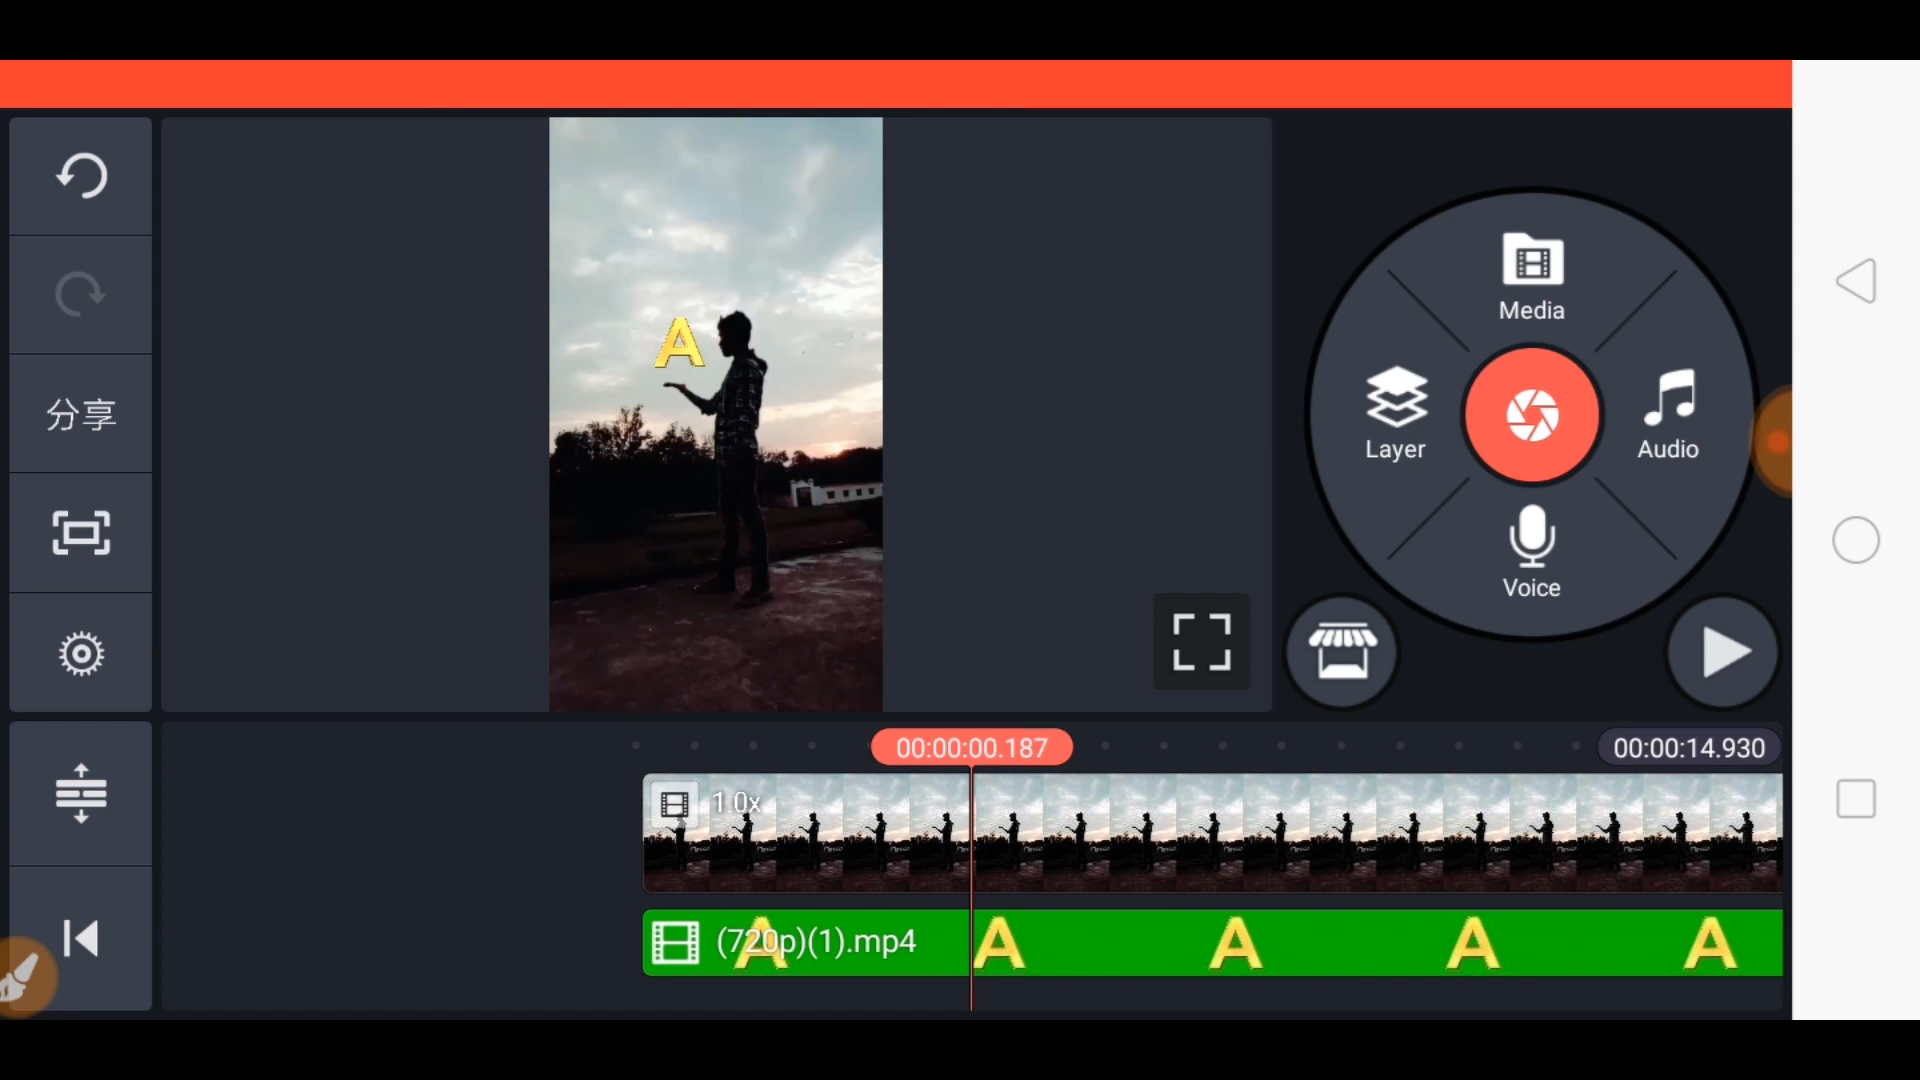 分享
A
Media
Layer
Audio
Voice
00:00:00.187
00:00:14.930
1.0x
(720p)(1).mp4
A A A A A